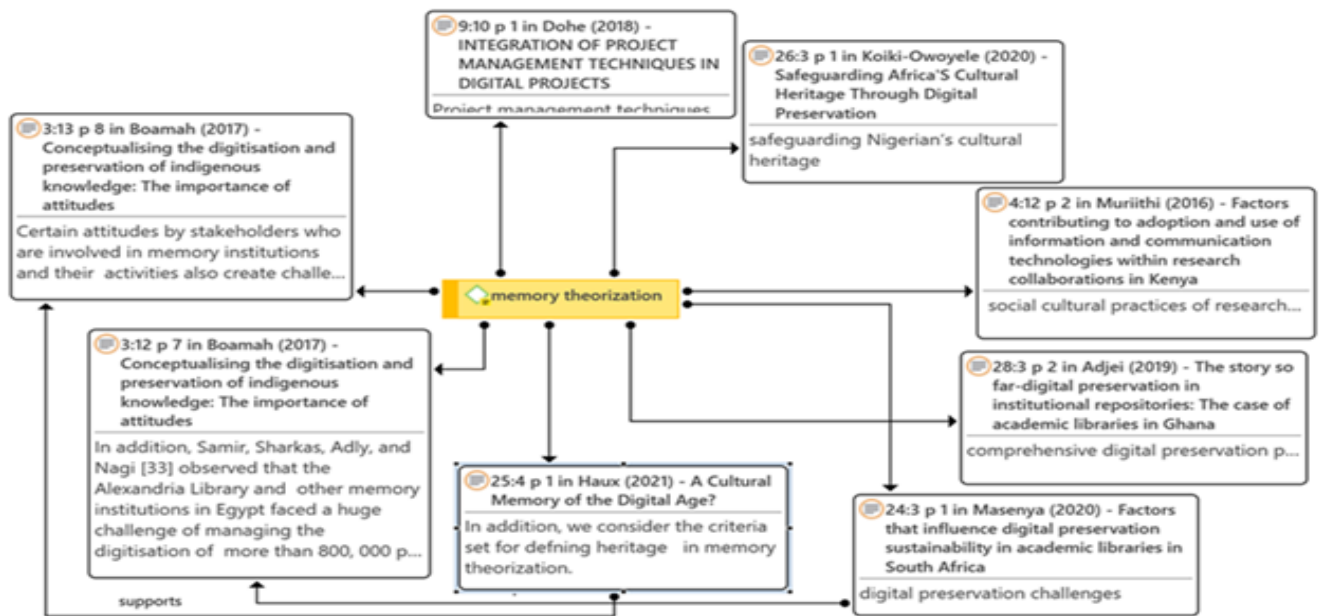 9:10 p 1 in Dohe (2018) -
INTEGRATION OF PROJECT
MANAGEMENT TECHNIQUES IN
DIGITAL PROJECTS
Project management techniques
26:3 p 1 in Koiki-Owoyele (2020) -
Safeguarding Africa'S Cultural
Heritage Through Digital
Preservation
safeguarding Nigerian's cultural
heritage
3:13 p 8 in Boamah (2017) -
Conceptualising the digitisation and
preservation of indigenous
knowledge: The importance of
attitudes
Certain attitudes by stakeholders who
are involved in memory institutions
and their activities also create challe...
4:12 p 2 in Muriithi (2016) - Factors
contributing to adoption and use of
information and communication
technologies within research
collaborations in Kenya
social cultural practices of research...
memory theorization
3:12 p 7 in Boamah (2017) -
Conceptualising the digitisation and
preservation of indigenous
knowledge: The importance of
attitudes
In addition, Samir, Sharkas, Adly, and
Nagi [33] observed that the
Alexandria Library and other memory
institutions in Egypt faced a huge
challenge of managing the
digitisation of more than 800, 000 p...
28:3 p 2 in Adjei (2019) - The story so
far-digital preservation in
institutional repositories: The case of
academic libraries in Ghana
comprehensive digital preservation p...
25:4 p 1 in Haux (2021) - A Cultural
Memory of the Digital Age?
In addition, we consider the criteria
set for defning heritage in memory
theorization.
24:3 p 1 in Masenya (2020) - Factors
that influence digital preservation
sustainability in academic libraries in
South Africa
digital preservation challenges
supports